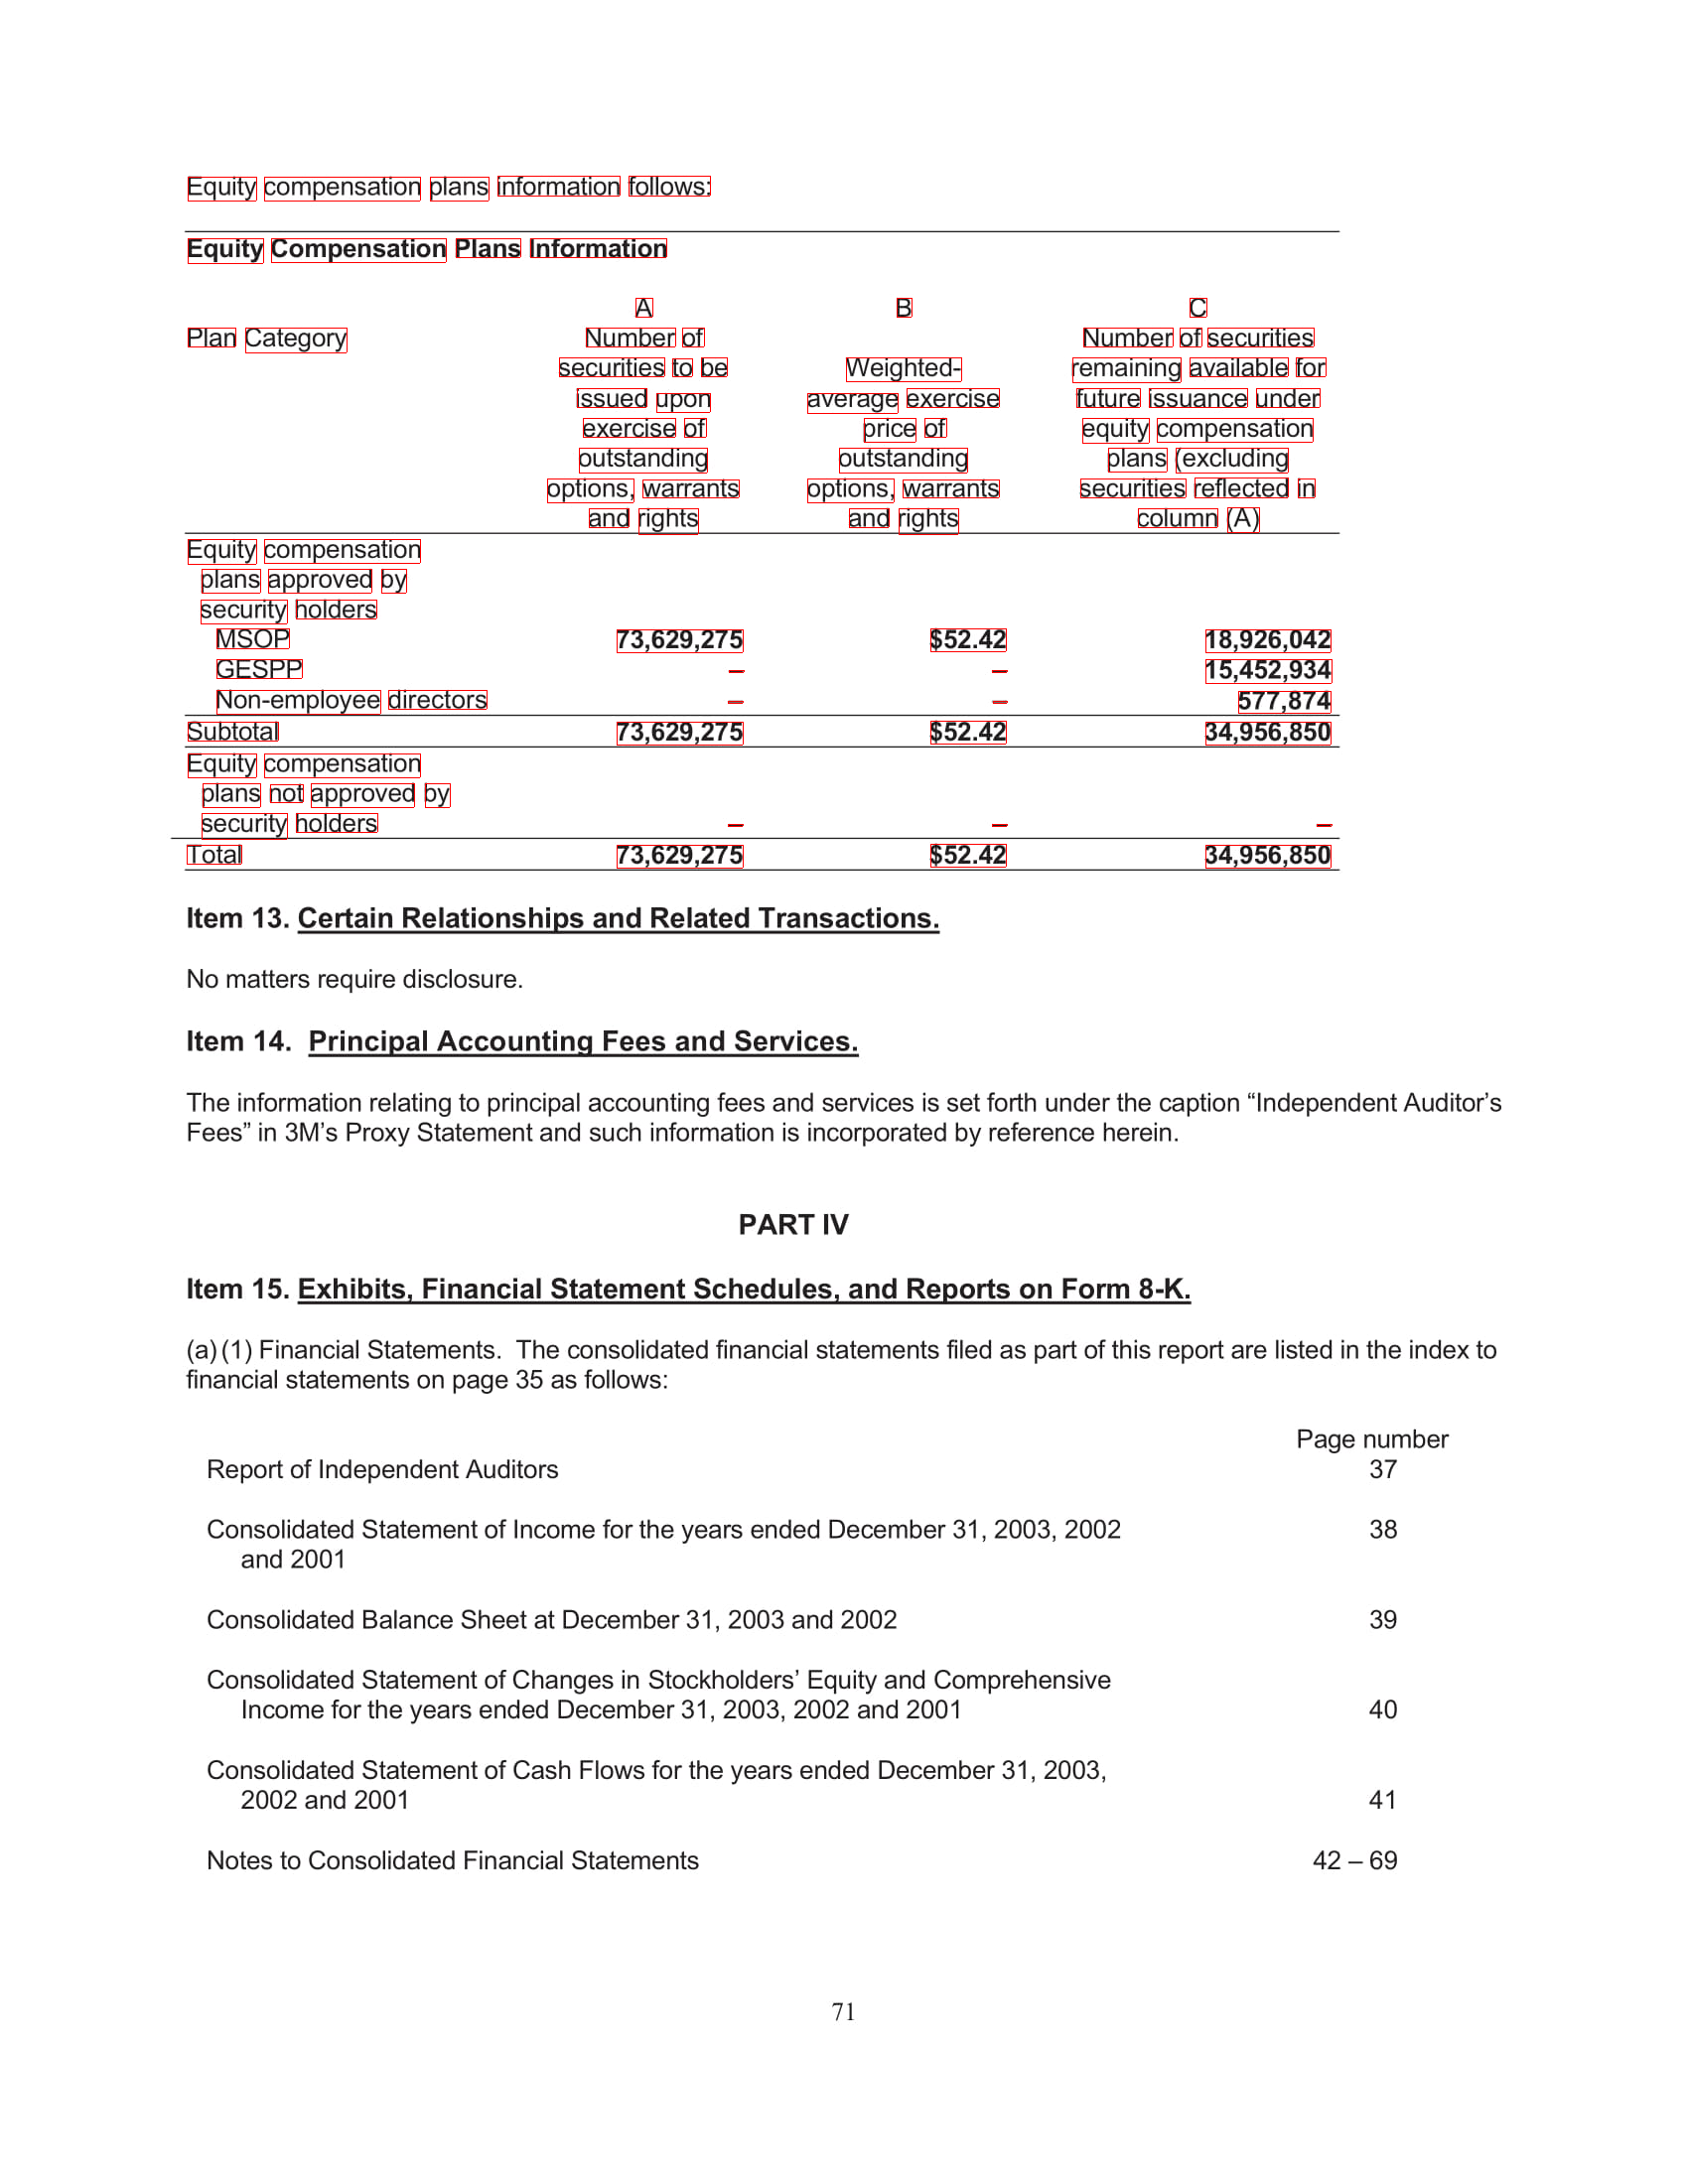 Equity compensation plans information follows:
Equity Compensation Plans Information
A B C
Plan Category Number of Number of securities
securities to be Weighted- remaining available for
issued upon average exercise future issuance under
exercise of price of equity compensation
outstanding outstanding plans (excluding
options, warrants options, warrants securities reflected in
and rights and rights column (A)
Equity compensation
plans approved by
security holders
MSOP 73,629,275 $52.42 18,926,042
GESPP – – 15,452,934
Non-employee directors – – 577,874
Subtotal 73,629,275 $52.42 34,956,850
Equity compensation
plans not approved by
security holders – – –
Total 73,629,275 $52.42 34,956,850
Item 13. Certain Relationships and Related Transactions.
No matters require disclosure.
Item 14. Principal Accounting Fees and Services.
The information relating to principal accounting fees and services is set forth under the caption “Independent Auditor’s
Fees” in 3M’s Proxy Statement and such information is incorporated by reference herein.
PART IV
Item 15. Exhibits, Financial Statement Schedules, and Reports on Form 8-K.
(a) (1) Financial Statements. The consolidated financial statements filed as part of this report are listed in the index to
financial statements on page 35 as follows:
Page number
Report of Independent Auditors 37
Consolidated Statement of Income for the years ended December 31, 2003, 2002 38
and 2001
Consolidated Balance Sheet at December 31, 2003 and 2002 39
Consolidated Statement of Changes in Stockholders’ Equity and Comprehensive
Income for the years ended December 31, 2003, 2002 and 2001 40
Consolidated Statement of Cash Flows for the years ended December 31, 2003,
2002 and 2001 41
Notes to Consolidated Financial Statements 42 – 69
71